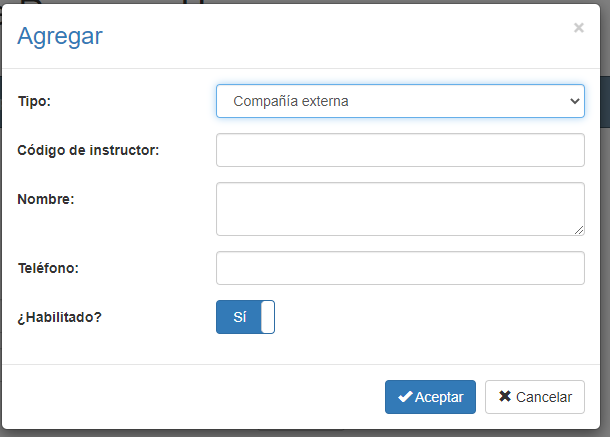 Agregar
×
Tipo:
Compañía externa
Código de instructor:
Nombre:
Teléfono:
¿Habilitado?
Sí
Aceptar
Cancelar